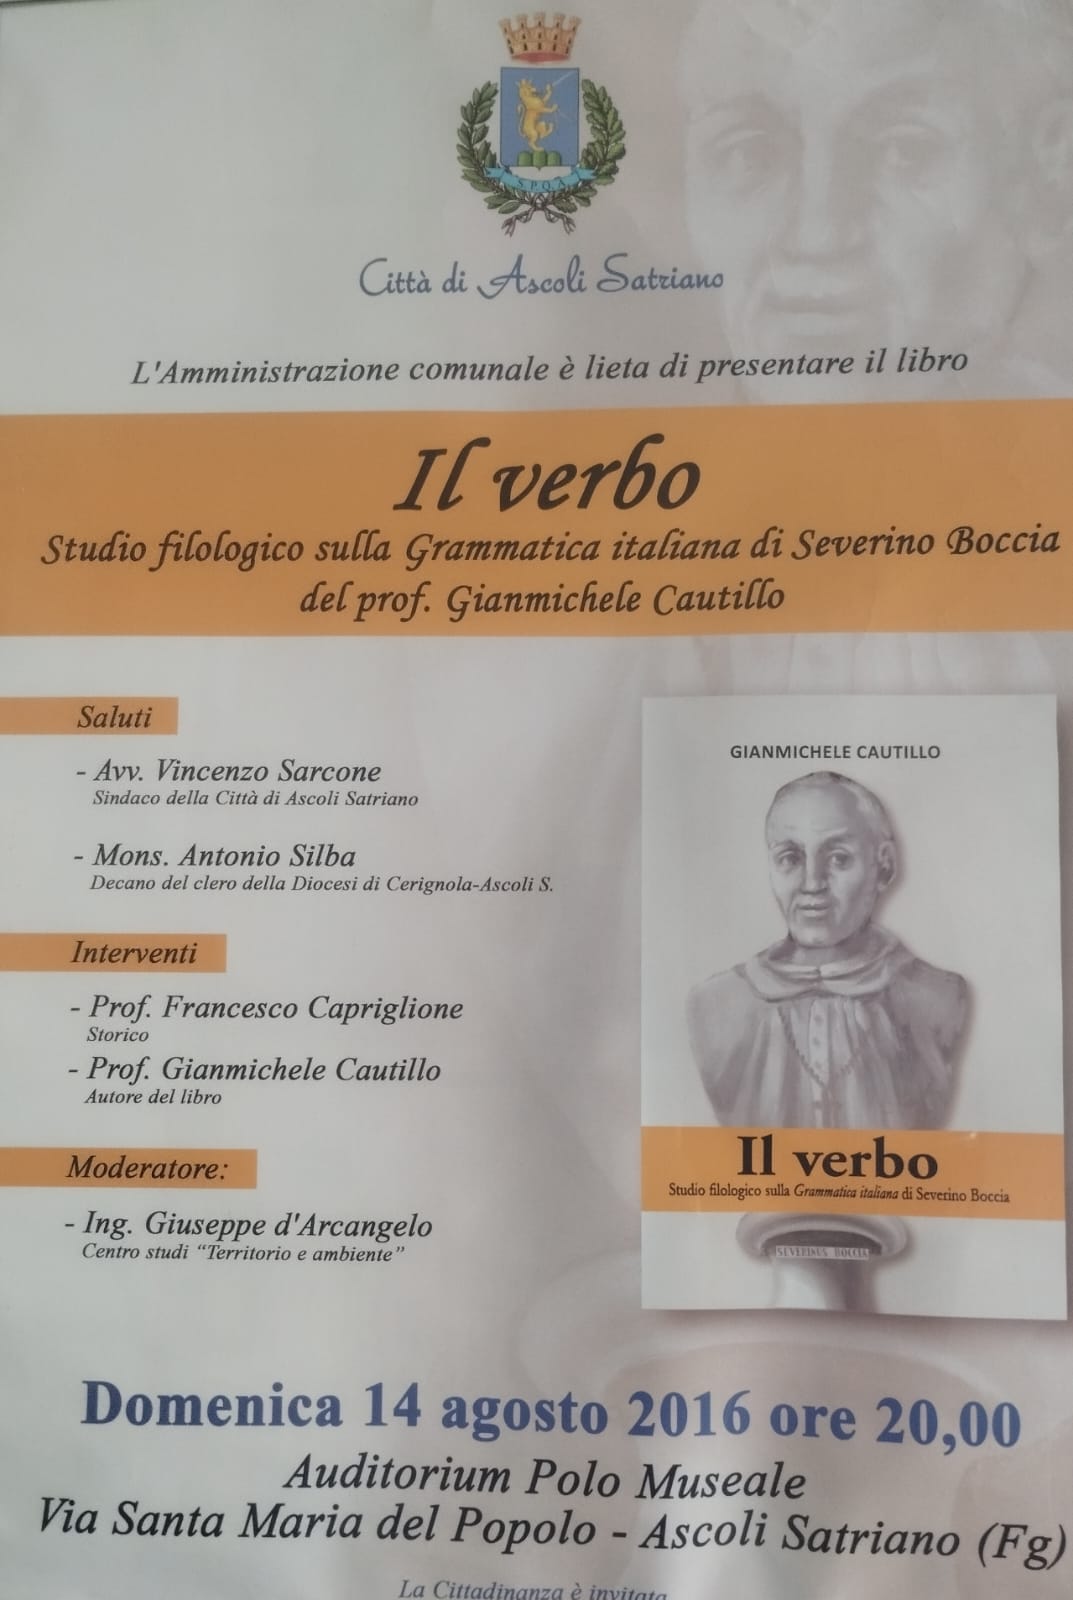 S.P.Q.A
Città di Ascoli Satriano
L'Amministrazione comunale è lieta di presentare il libro
Il verbo
Studio filologico sulla Grammatica italiana di Severino Boccia
del prof. Gianmichele Cautillo
Saluti
- Avv. Vincenzo Sarcone
Sindaco della Città di Ascoli Satriano
- Mons. Antonio Silba
Decano del clero della Diocesi di Cerignola-Ascoli S.
Interventi
- Prof. Francesco Capriglione
Storico
- Prof. Gianmichele Cautillo
Autore del libro
Moderatore:
- Ing. Giuseppe d'Arcangelo
Centro studi “Territorio e ambiente”
GIANMICHELE CAUTILLO
Il verbo
Studio filologico sulla Grammatica italiana di Severino Boccia
SEVERINUS BOCCIA
Domenica 14 agosto 2016 ore 20,00
Auditorium Polo Museale
Via Santa Maria del Popolo - Ascoli Satriano (Fg)
La Cittadinanza è invitata